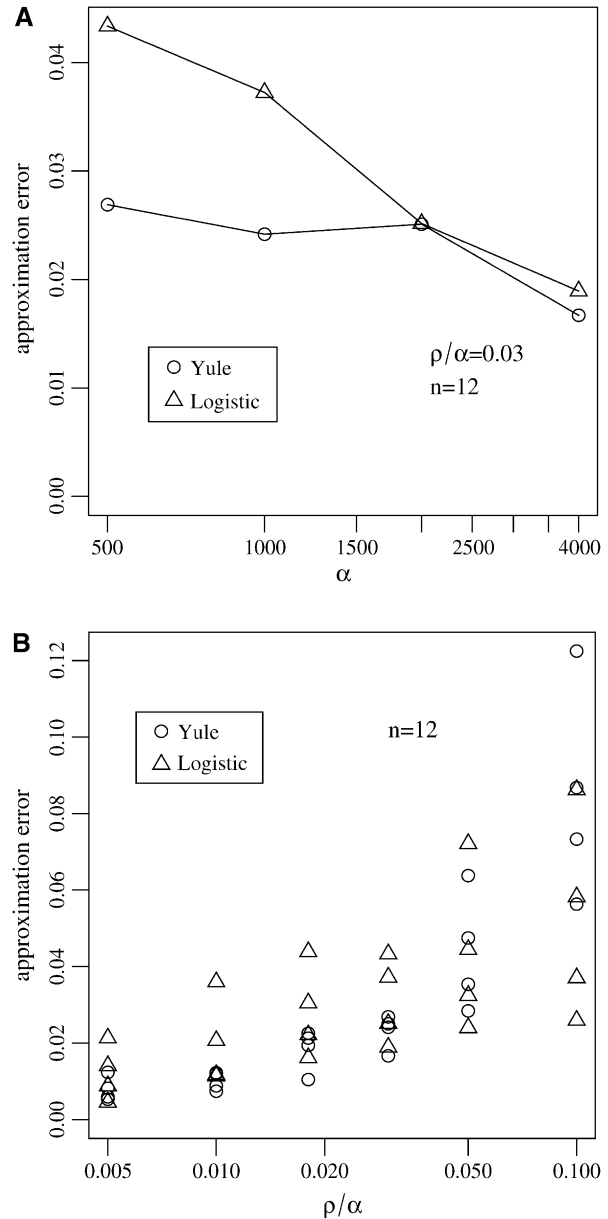 A
approximation error
0.04
0.03
0.02
0.01
0.00
Yule
Logistic
ρ/α=0.03
n=12
500 1000 1500 2500 4000
α
B
approximation error
0.12
0.10
0.08
0.06
0.04
0.02
0.00
Yule
Logistic
n=12
0.005 0.010 0.020 0.050 0.100
ρ/α